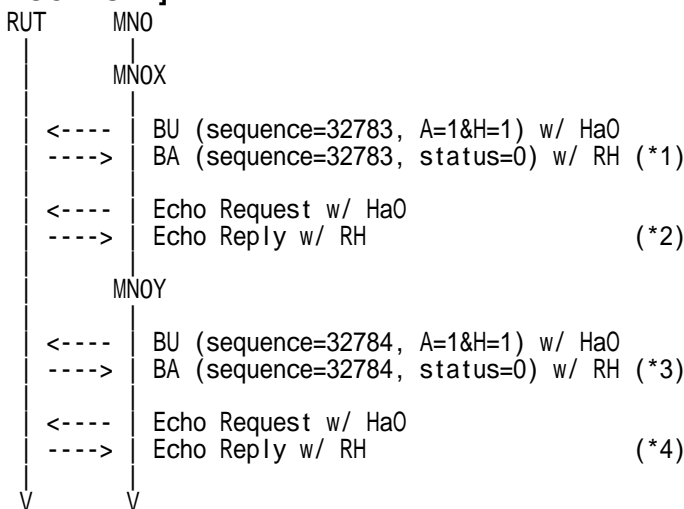 RUT MN0
MN0X
<---- | BU (sequence=32783, A=1&H=1) w/ HaO
----> | BA (sequence=32783, status=0) w/ RH (*1)
<---- | Echo Request w/ HaO
----> | Echo Reply w/ RH (*2)
MN0Y
<---- | BU (sequence=32784, A=1&H=1) w/ HaO
----> | BA (sequence=32784, status=0) w/ RH (*3)
<---- | Echo Request w/ HaO
----> | Echo Reply w/ RH (*4)
V V